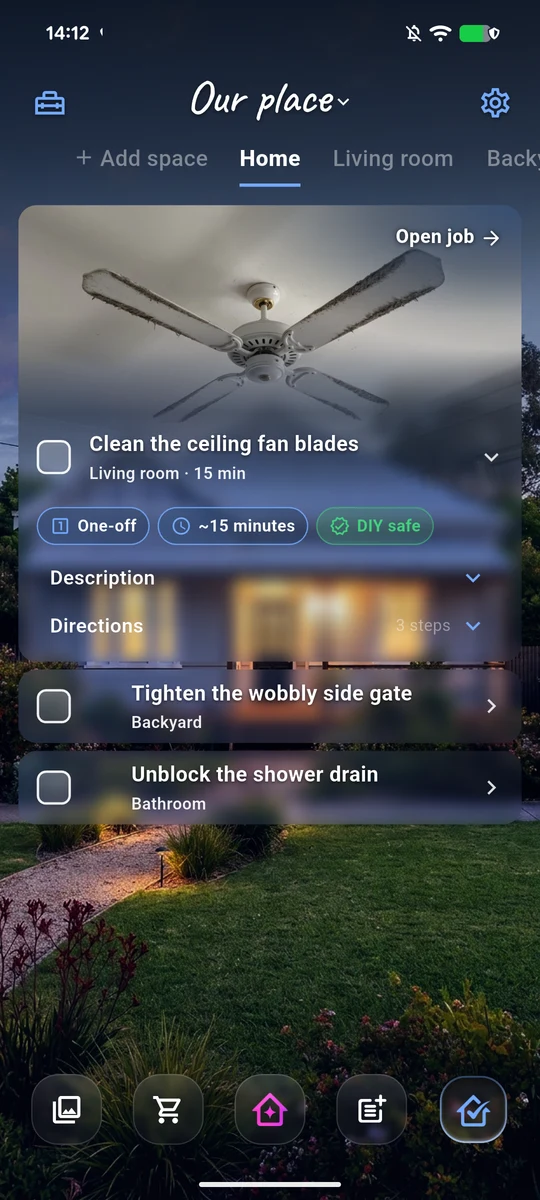 14:12
Our place
+ Add space
Home
Living room
Backy
Open job →
Clean the ceiling fan blades
Living room · 15 min
1 One-off
~15 minutes
DIY safe
Description
Directions
3 steps
Tighten the wobbly side gate
Backyard
Unblock the shower drain
Bathroom